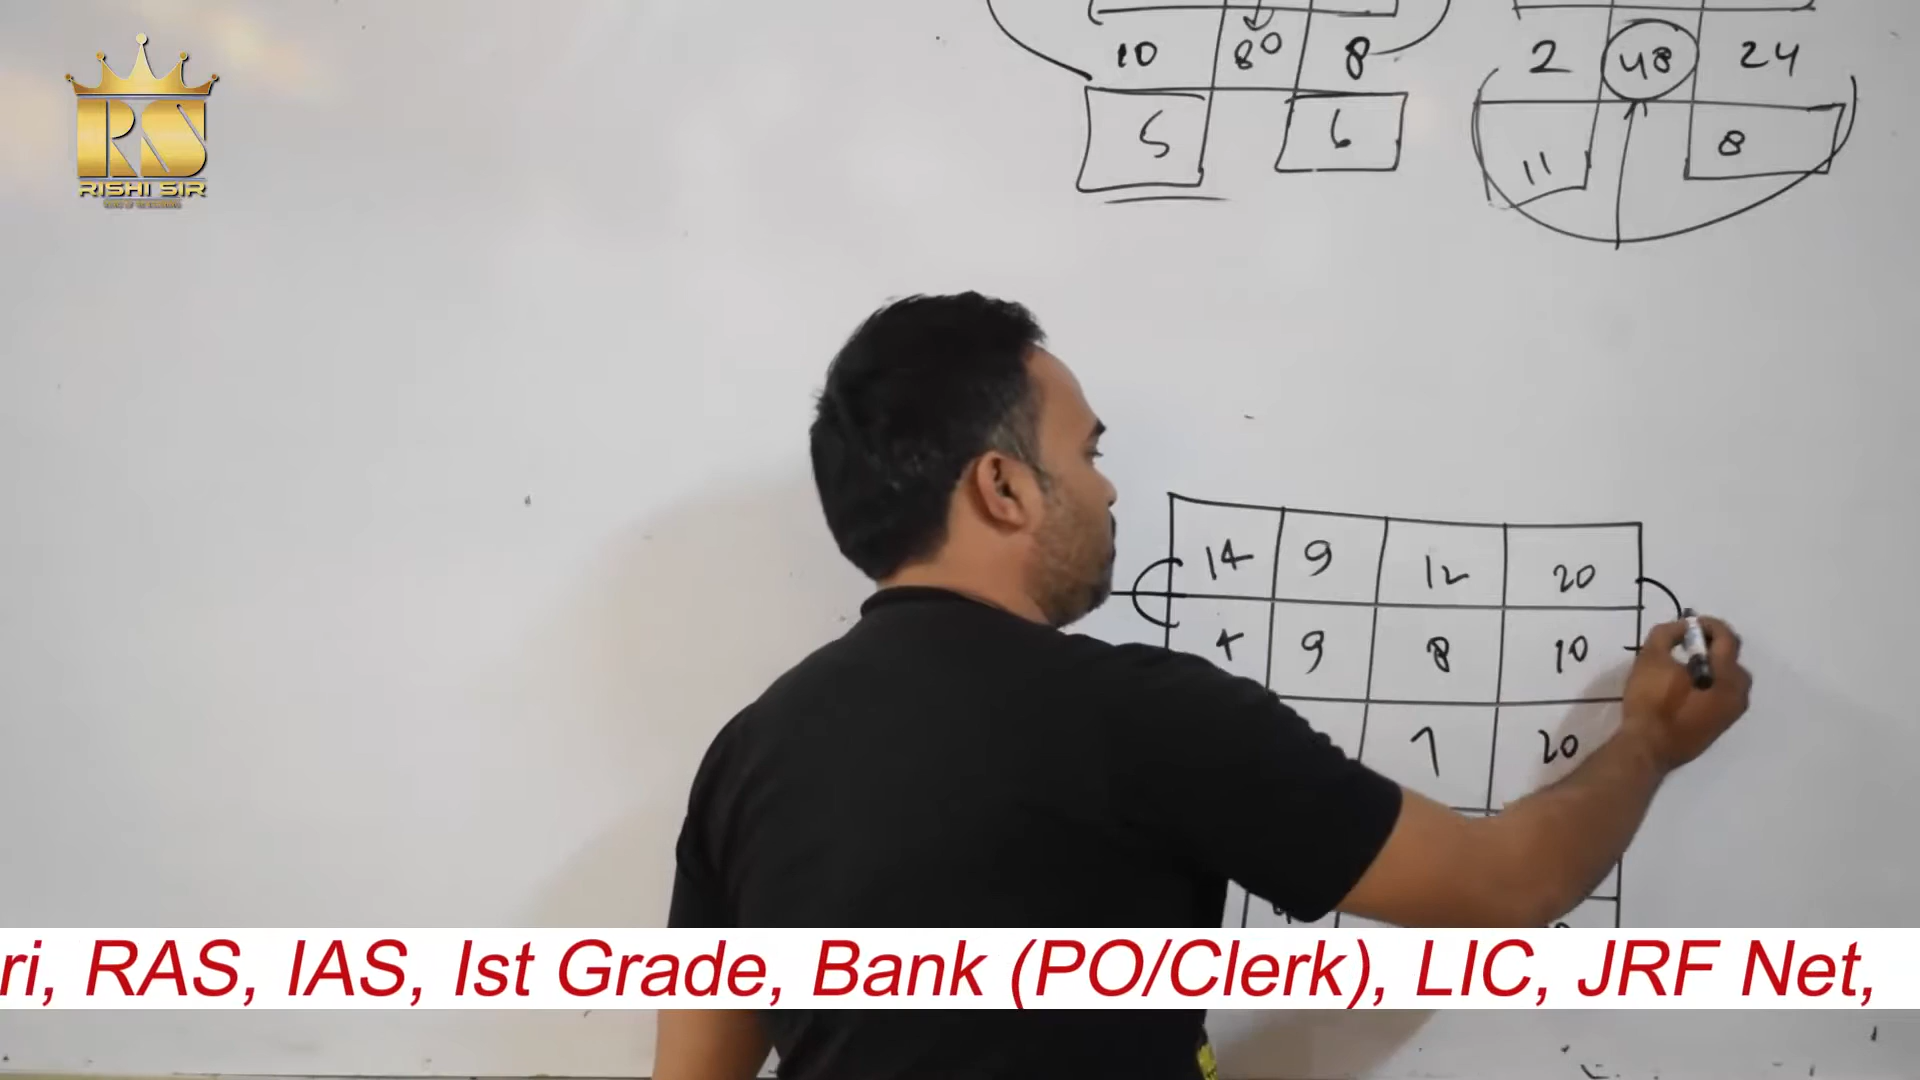 RS
RISHI SIR
10 80 8
5 6
2 48 24
11 8
14 9 12 20
4 9 8 10
7 20
ri, RAS, IAS, Ist Grade, Bank (PO/Clerk), LIC, JRF Net,